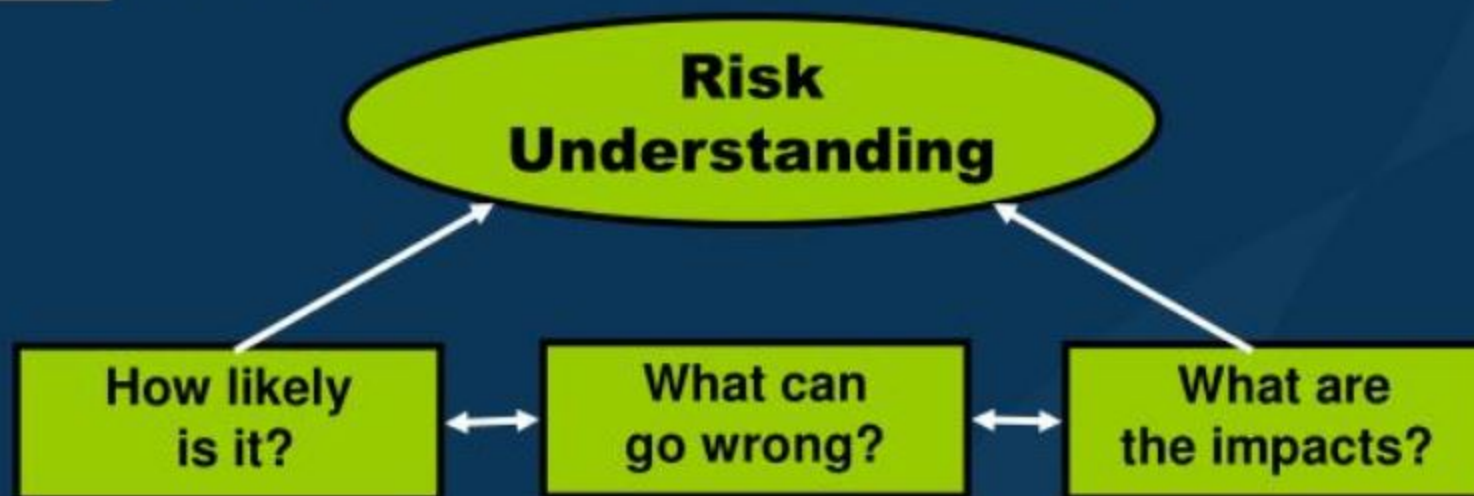 Risk
Understanding
How likely
is it?
What can
go wrong?
What are
the impacts?